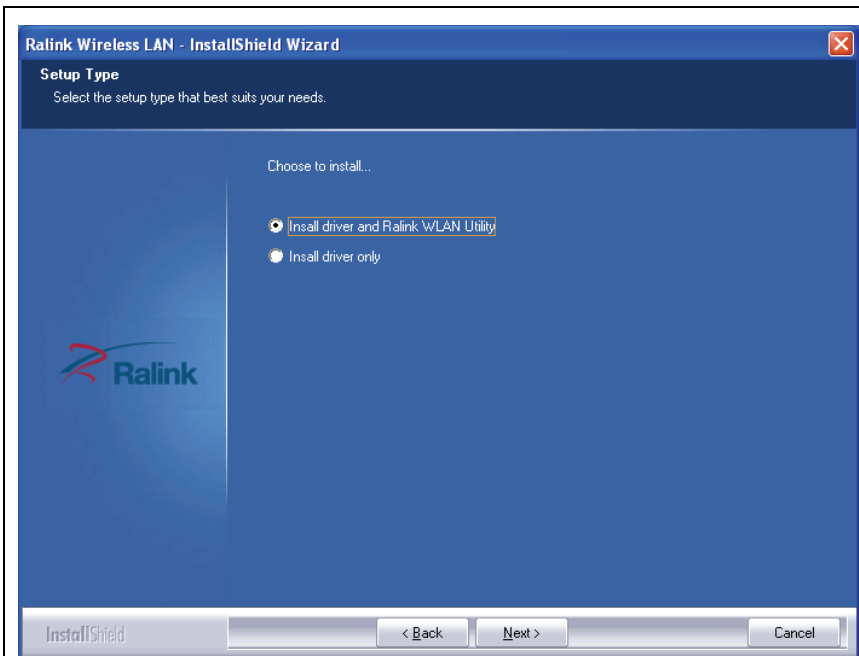 Ralink Wireless LAN - InstallShield Wizard
Setup Type
Select the setup type that best suits your needs.
Choose to install...
Insall driver and Ralink WLAN Utility
Insall driver only
Ralink
InstallShield
< Back
Next >
Cancel